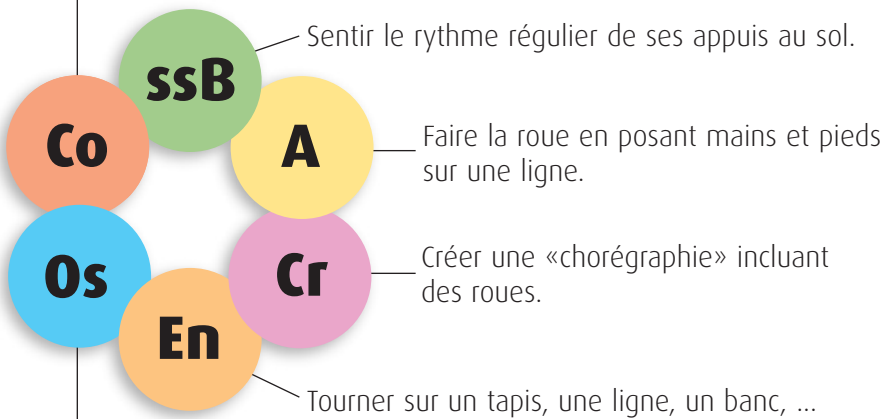 ssB
Sentir le rythme régulier de ses appuis au sol.
Co
A
Faire la roue en posant mains et pieds
sur une ligne.
Os
Cr
Créer une «chorégraphie» incluant
des roues.
En
Tourner sur un tapis, une ligne, un banc, ...